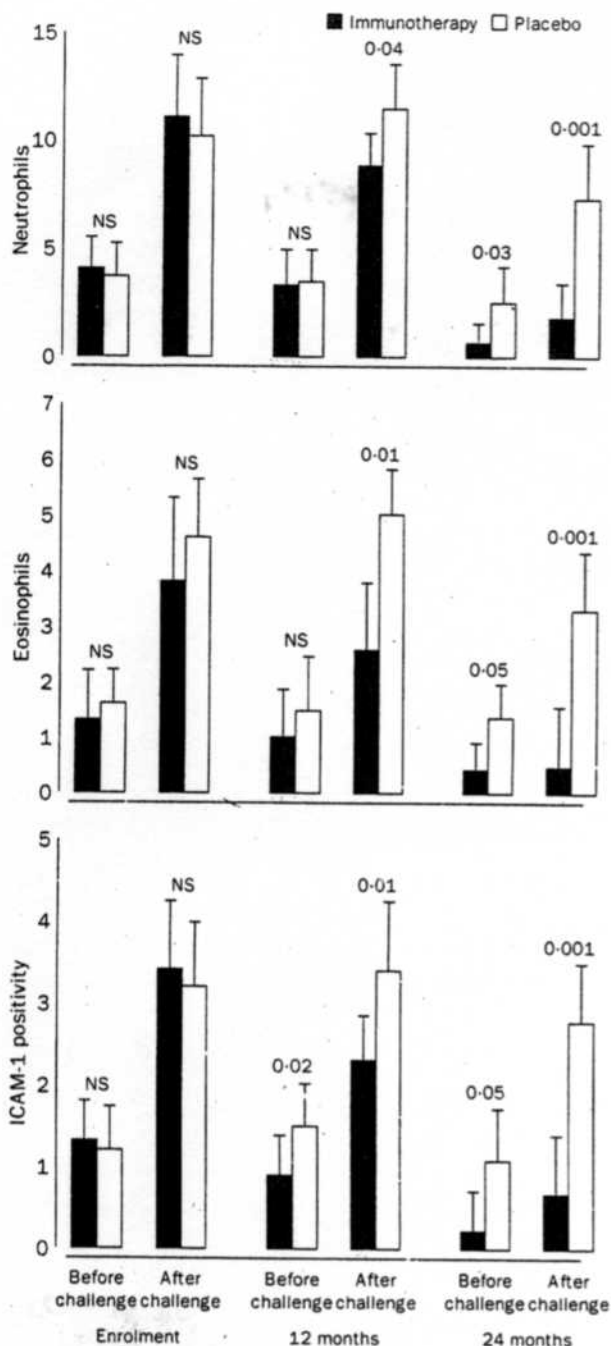 Immunotherapy Placebo
15
10
5
0
Neutrophils
NS
NS
NS
0·04
0·03
0·001
7
6
5
4
3
2
1
0
Eosinophils
NS
NS
NS
0·01
0·05
0·001
5
4
3
2
1
0
ICAM-1 positivity
NS
NS
0·02
0·01
0·05
0·001
Before After Before After Before After
challenge challenge challenge challenge challenge challenge
Enrolment 12 months 24 months